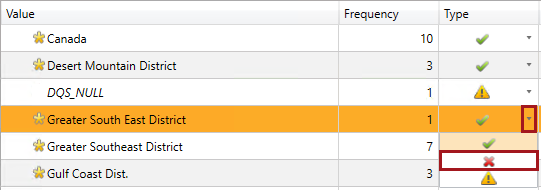 Value Frequency Type
Canada 10
Desert Mountain District 3
DQS_NULL 1
Greater South East District 1
Greater Southeast District 7
Gulf Coast Dist. 3